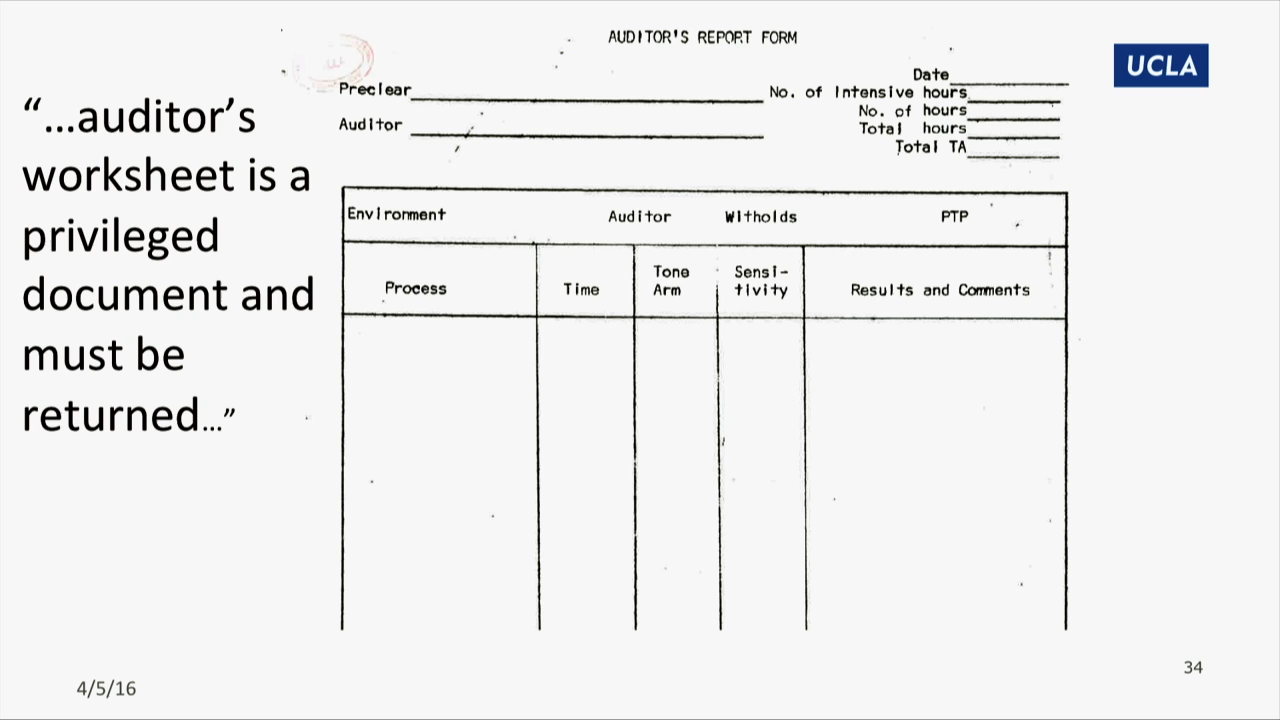 AUDITOR'S REPORT FORM
UCLA
"...auditor's
worksheet is a
privileged
document and
must be
returned..."
Preclear
Auditor
Date
No. of Intensive hours
No. of hours
Total hours
Total TA
Environment Auditor Witholds PTP
Process Time Tone Arm Sensi-tivity Results and Comments
4/5/16
34